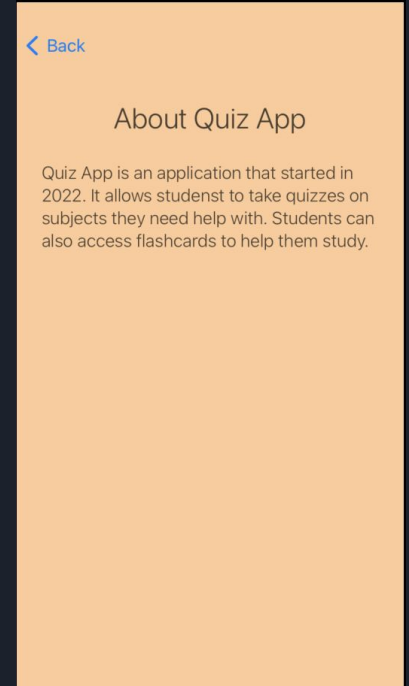 Back
About Quiz App
Quiz App is an application that started in
2022. It allows studenst to take quizzes on
subjects they need help with. Students can
also access flashcards to help them study.